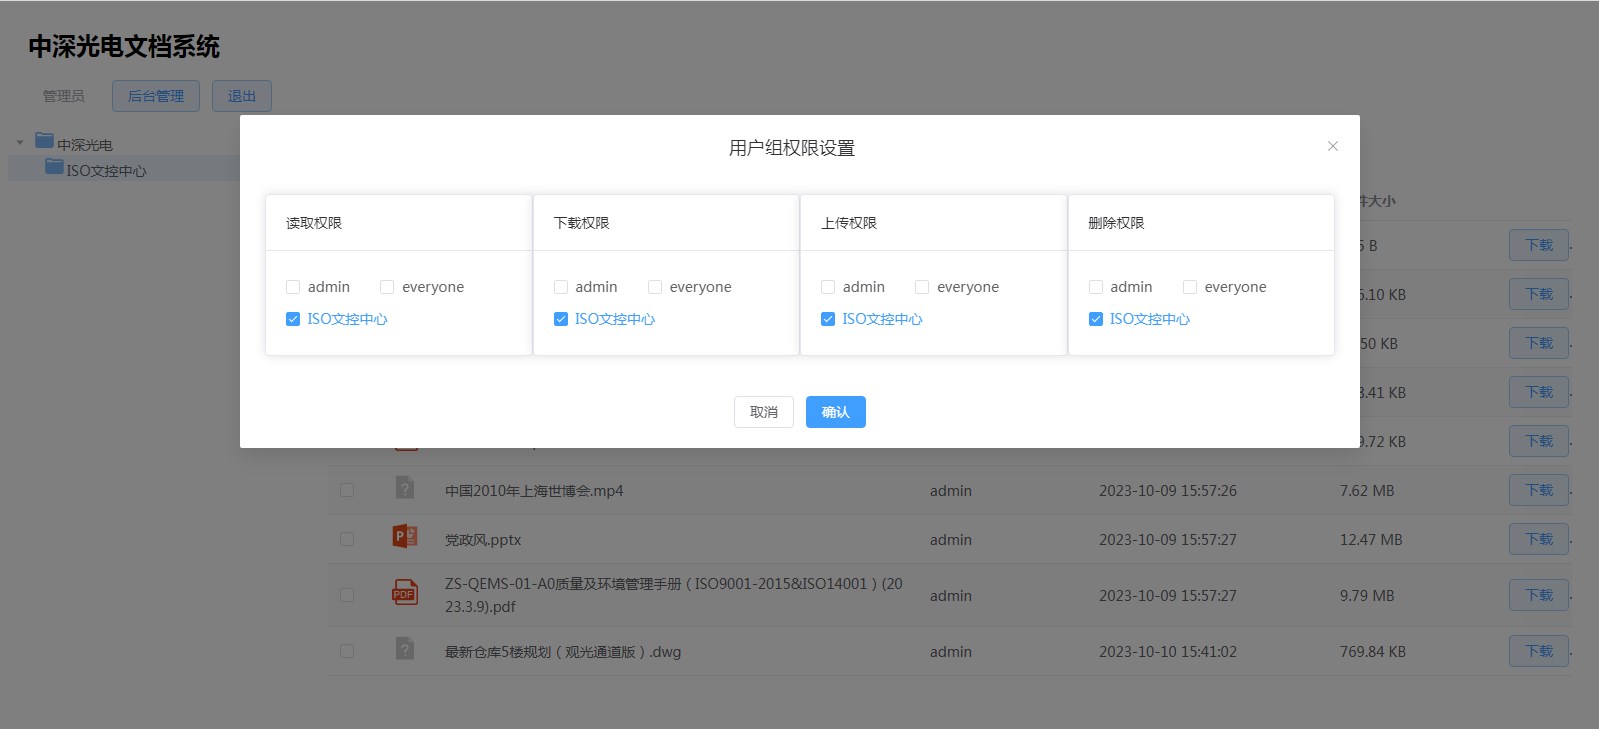 中深光电文档系统
管理员 后台管理 退出
中深光电
ISO文控中心
用户组权限设置
件大小
读取权限 下载权限 上传权限 删除权限
admin everyone admin everyone admin everyone admin everyone
ISO文控中心 ISO文控中心 ISO文控中心 ISO文控中心
取消 确认
B 下载
.10 KB 下载
50 KB 下载
.41 KB 下载
9.72 KB 下载
中国2010年上海世博会.mp4 admin 2023-10-09 15:57:26 7.62 MB 下载
党政风.pptx admin 2023-10-09 15:57:27 12.47 MB 下载
ZS-QEMS-01-A0质量及环境管理手册（ISO9001-2015&ISO14001）(20
23.3.9).pdf admin 2023-10-09 15:57:27 9.79 MB 下载
最新仓库5楼规划（观光通道版）.dwg admin 2023-10-10 15:41:02 769.84 KB 下载